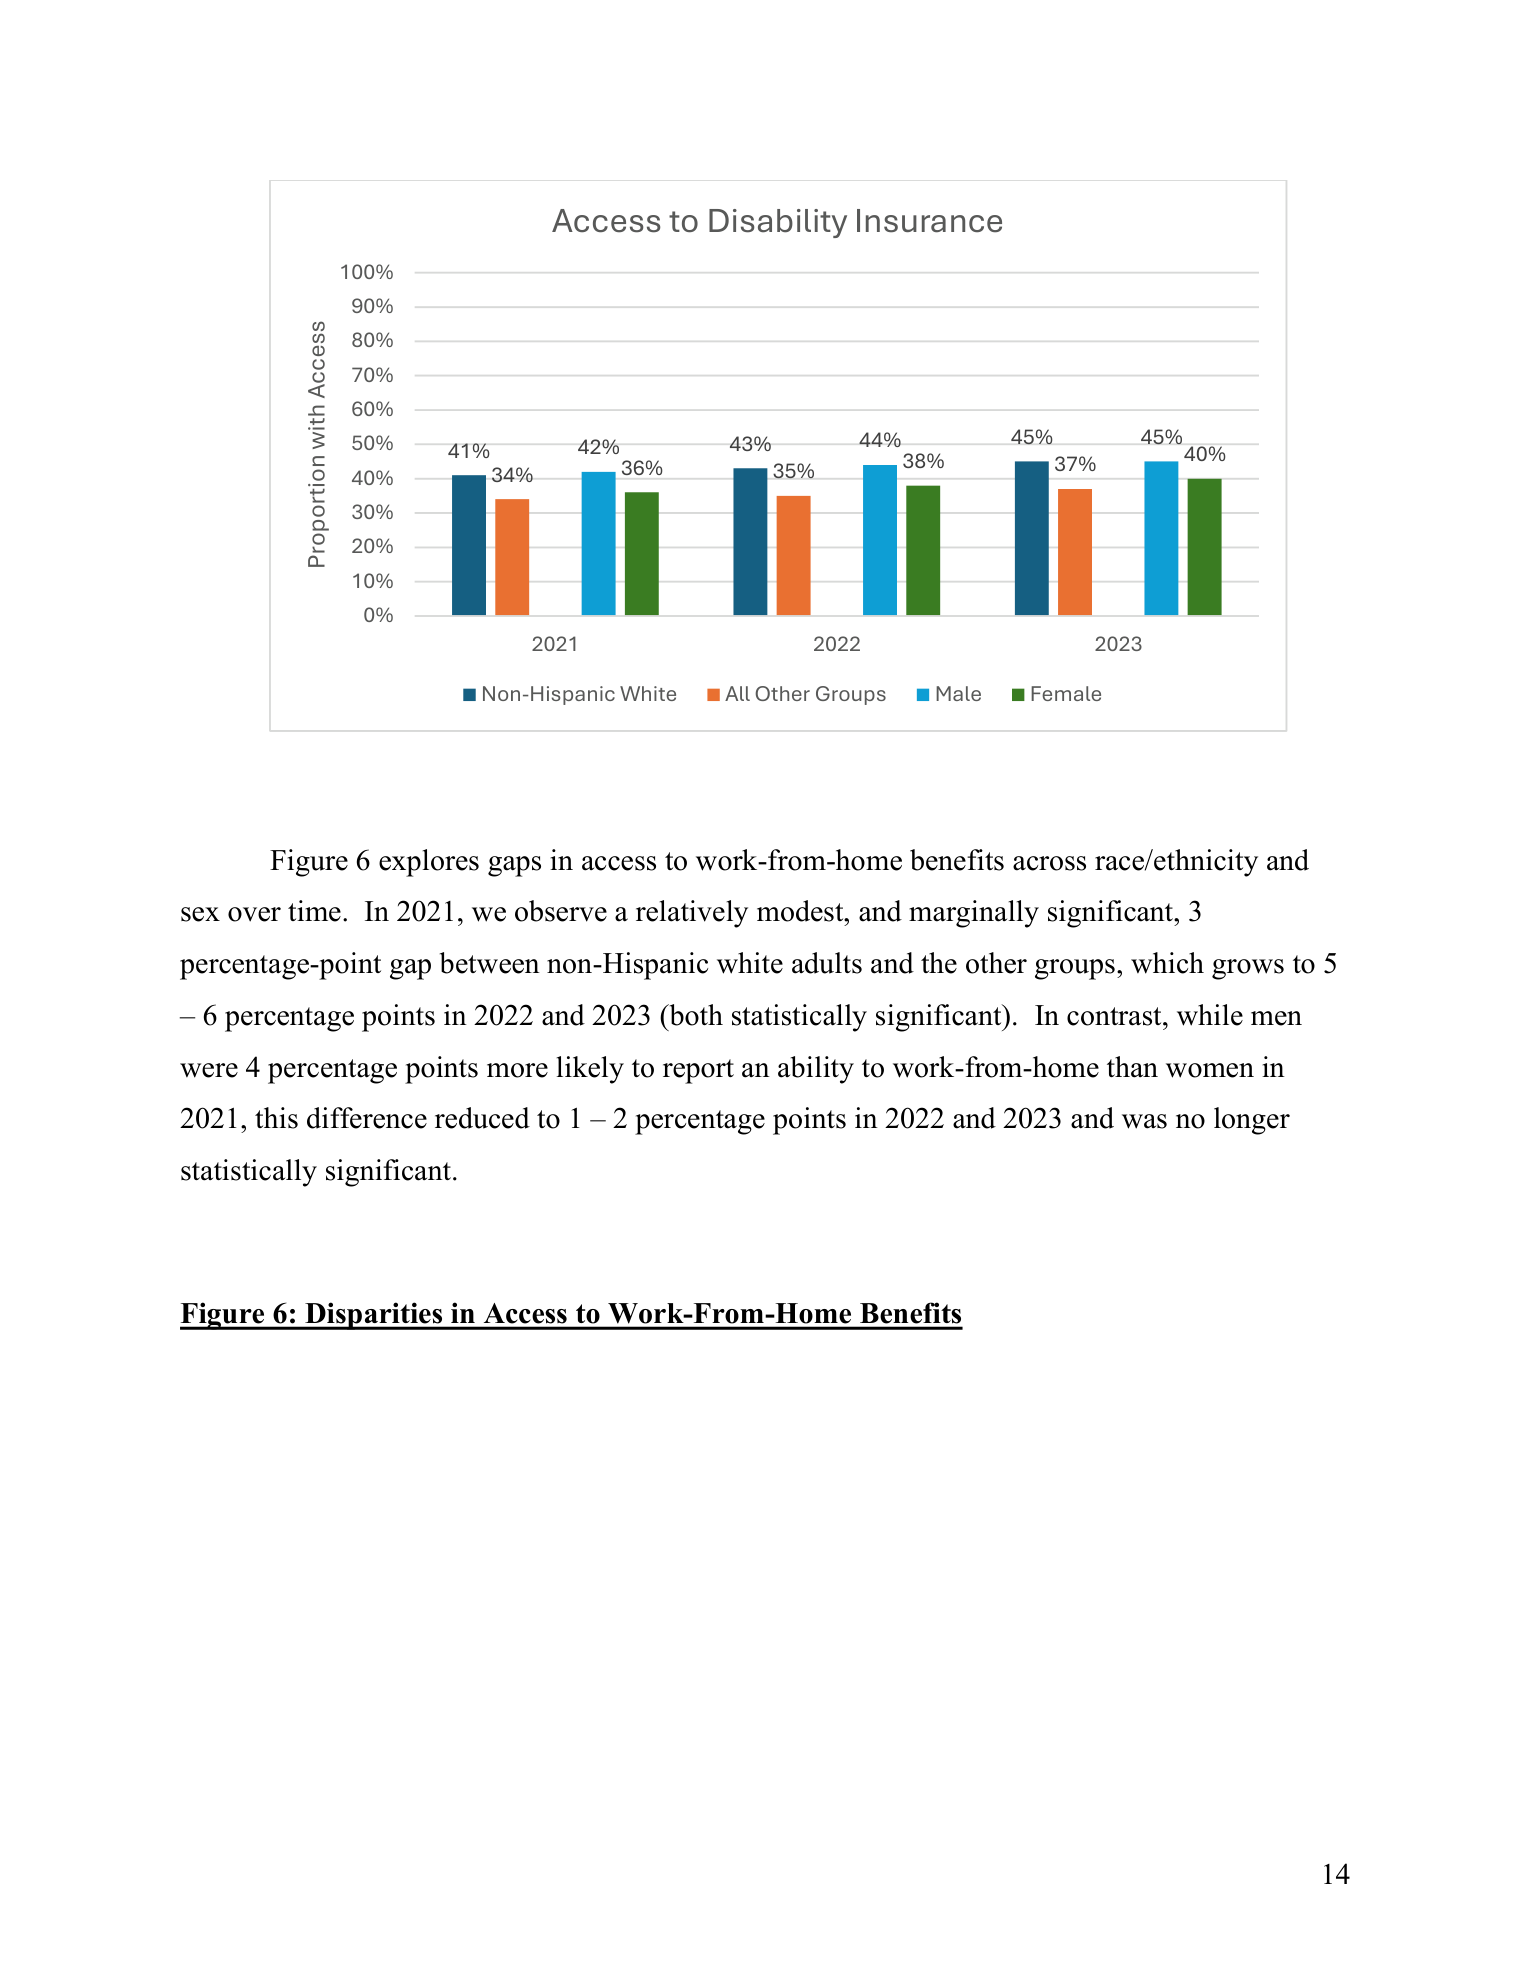 Access to Disability Insurance
100%
90%
80%
70%
60%
50%
40%
30%
20%
10%
0%
Proportion with Access
41%
34%
42%
36%
43%
35%
44%
38%
45%
37%
45%
40%
2021
2022
2023
Non-Hispanic White
All Other Groups
Male
Female
Figure 6 explores gaps in access to work-from-home benefits across race/ethnicity and
sex over time.  In 2021, we observe a relatively modest, and marginally significant, 3
percentage-point gap between non-Hispanic white adults and the other groups, which grows to 5
– 6 percentage points in 2022 and 2023 (both statistically significant).  In contrast, while men
were 4 percentage points more likely to report an ability to work-from-home than women in
2021, this difference reduced to 1 – 2 percentage points in 2022 and 2023 and was no longer
statistically significant.
Figure 6: Disparities in Access to Work-From-Home Benefits
14